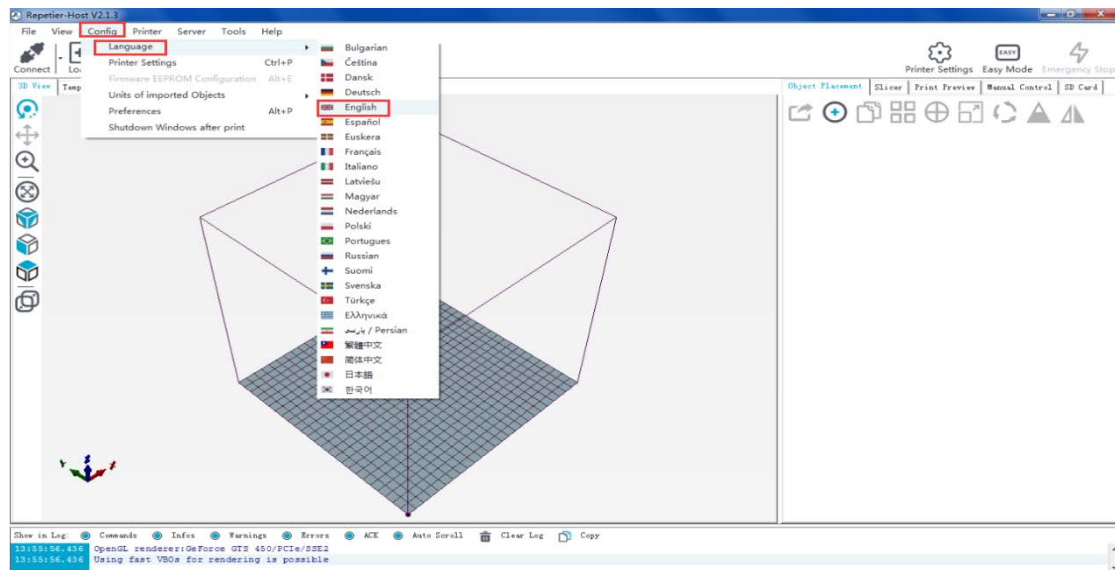 Repetier-Host V2.1.3
File View Config Printer Server Tools Help
Connect
Printer Settings Easy Mode Emergency Stop
EASY
Language
Printer Settings Ctrl+P
Firmware EEPROM Configuration Alt+E
Units of imported Objects
Preferences Alt+P
Shutdown Windows after print
Bulgarian
Čeština
Dansk
Deutsch
English
Español
Euskera
Français
Italiano
Latviešu
Magyar
Nederlands
Polski
Portugues
Russian
Suomi
Svenska
Türkçe
Ελληνικά
پارسی / Persian
繁體中文
简体中文
日本語
한국어
3D View Temp
Object Placement Slicer Print Preview Manual Control SD Card
Show in Log: Commands Infos Warnings Errors ACK Auto Scroll Clear Log Copy
13:55:56.436 OpenGL renderer:GeForce GTS 450/PCIe/SSE2
13:55:56.436 Using fast VBOs for rendering is possible